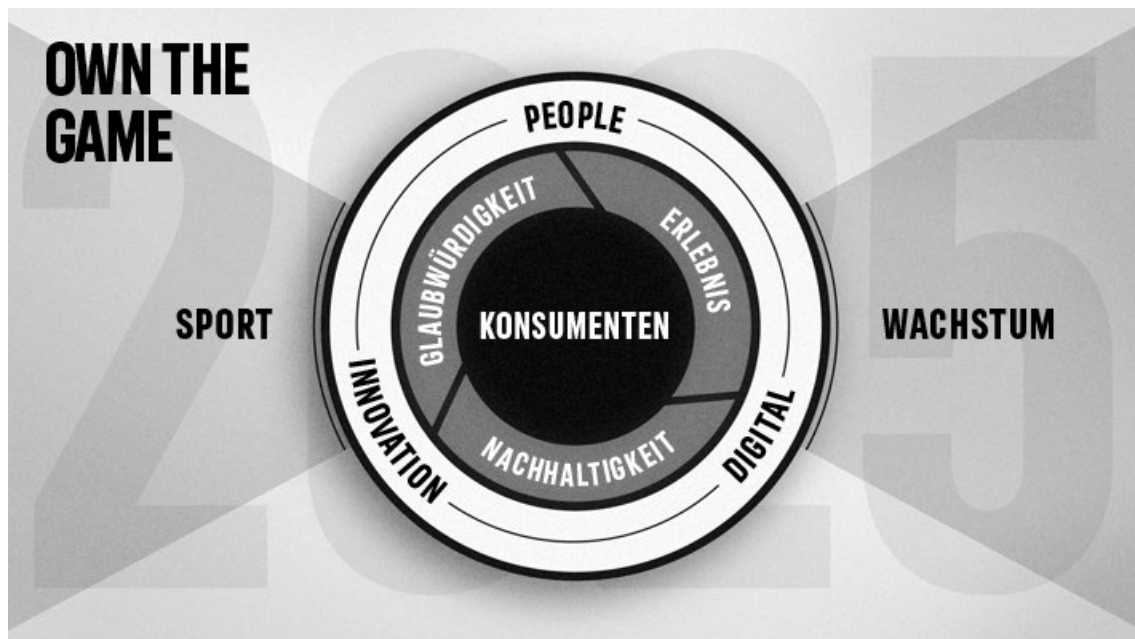 OWN THE
GAME
2025
PEOPLE
GLAUBWÜRDIGKEIT
ERLEBNIS
SPORT
KONSUMENTEN
WACHSTUM
INNOVATION
NACHHALTIGKEIT
DIGITAL